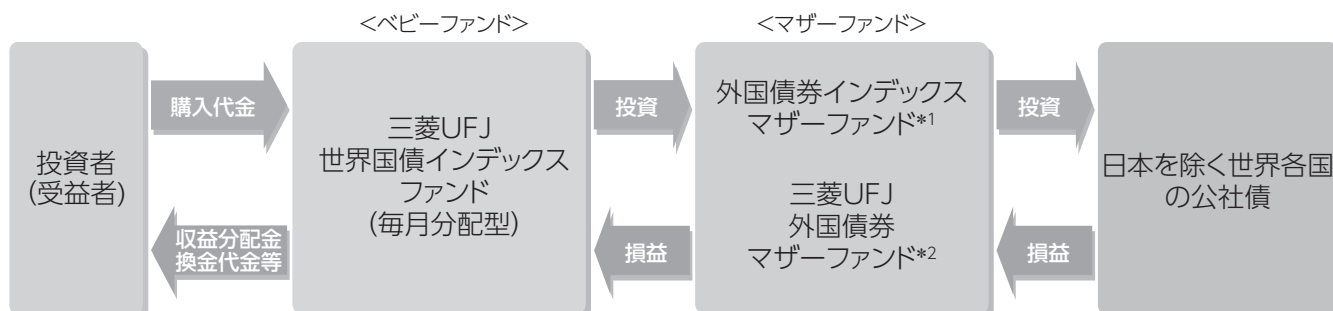 <ベビーファンド>
<マザーファンド>
投資者
(受益者)
購入代金
収益分配金
換金代金等
三菱UFJ
世界国債インデックス
ファンド
(毎月分配型)
投資
損益
外国債券インデックス
マザーファンド*1
三菱UFJ
外国債券
マザーファンド*2
投資
損益
日本を除く世界各国
の公社債